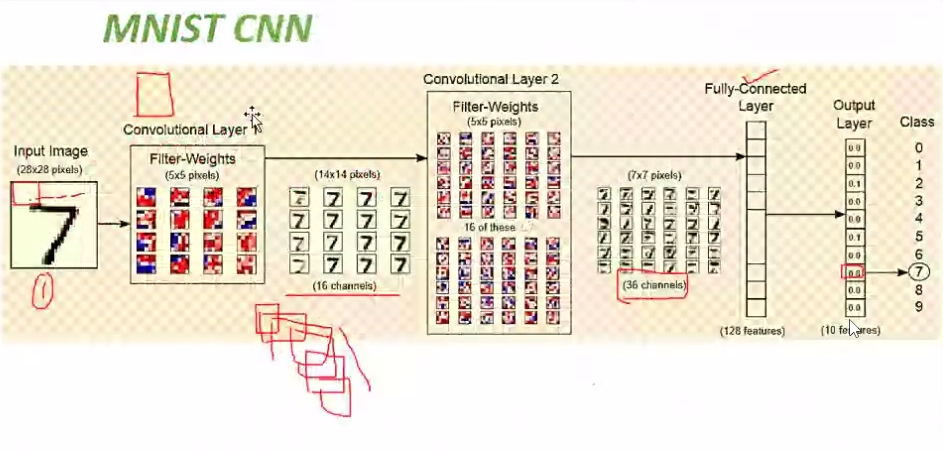 MNIST CNN
Input Image
(28x28 pixels)
Convolutional Layer 1
Filter-Weights
(5x5 pixels)
(14x14 pixels)
(16 channels)
Convolutional Layer 2
Filter-Weights
(5x5 pixels)
16 of these
(7x7 pixels)
(36 channels)
Fully-Connected
Layer
(128 features)
Output
Layer
0.0
0.0
0.1
0.0
0.0
0.1
0.0
0.0
0.0
(10 features)
Class
0
1
2
3
4
5
6
7
8
9